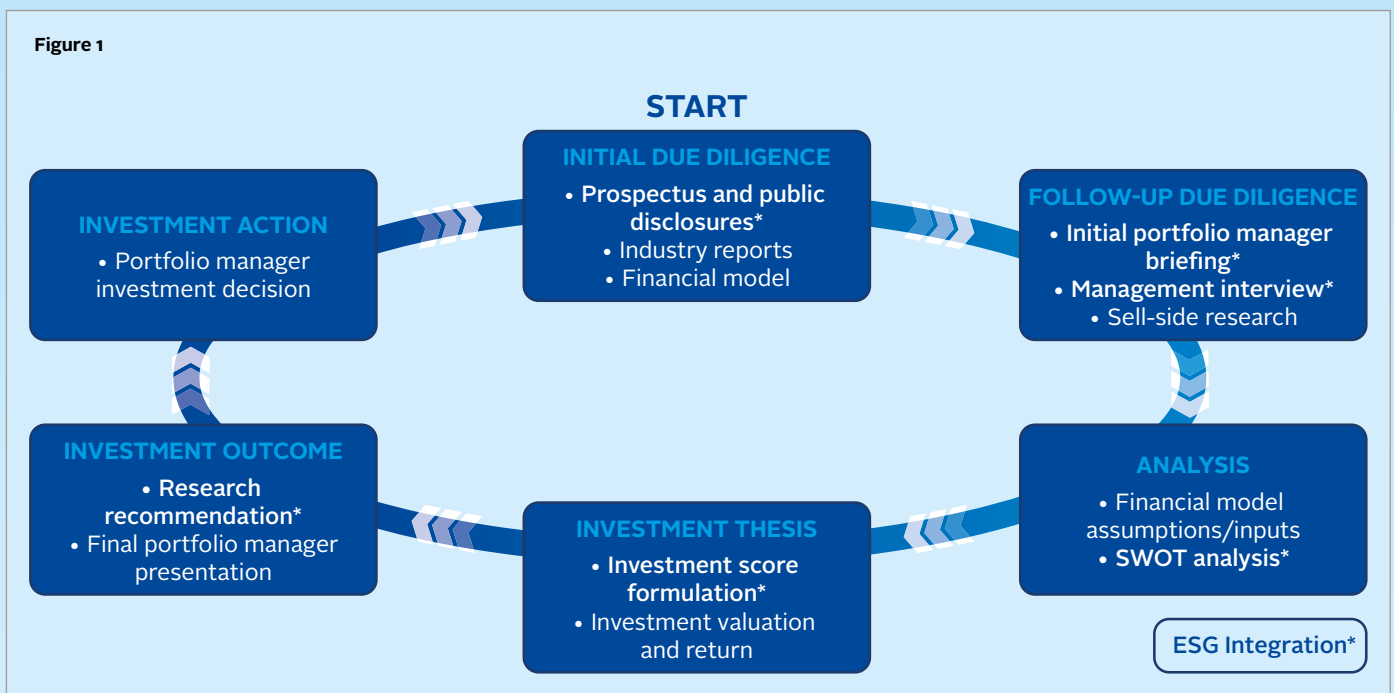 Figure 1
START
INITIAL DUE DILIGENCE
• Prospectus and public
disclosures*
• Industry reports
• Financial model
FOLLOW-UP DUE DILIGENCE
• Initial portfolio manager
briefing*
• Management interview*
• Sell-side research
ANALYSIS
• Financial model
assumptions/inputs
• SWOT analysis*
INVESTMENT THESIS
• Investment score
formulation*
• Investment valuation
and return
INVESTMENT OUTCOME
• Research
recommendation*
• Final portfolio manager
presentation
INVESTMENT ACTION
• Portfolio manager
investment decision
ESG Integration*